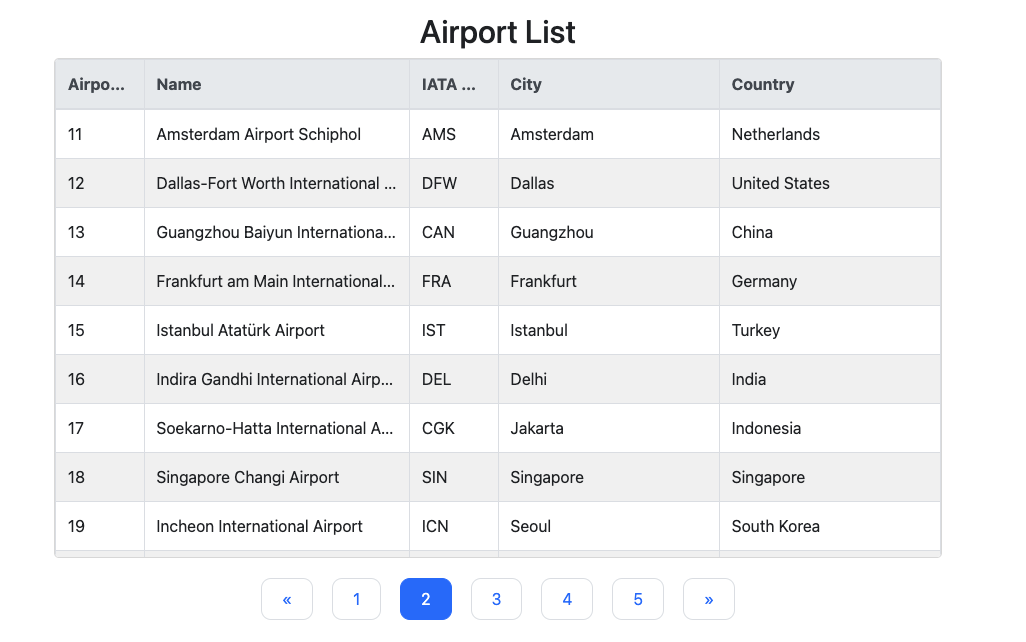 Airport List
Airpo... Name IATA ... City Country
11 Amsterdam Airport Schiphol AMS Amsterdam Netherlands
12 Dallas-Fort Worth International ... DFW Dallas United States
13 Guangzhou Baiyun Internationa... CAN Guangzhou China
14 Frankfurt am Main International... FRA Frankfurt Germany
15 Istanbul Atatürk Airport IST Istanbul Turkey
16 Indira Gandhi International Airp... DEL Delhi India
17 Soekarno-Hatta International A... CGK Jakarta Indonesia
18 Singapore Changi Airport SIN Singapore Singapore
19 Incheon International Airport ICN Seoul South Korea
« 1 2 3 4 5 »